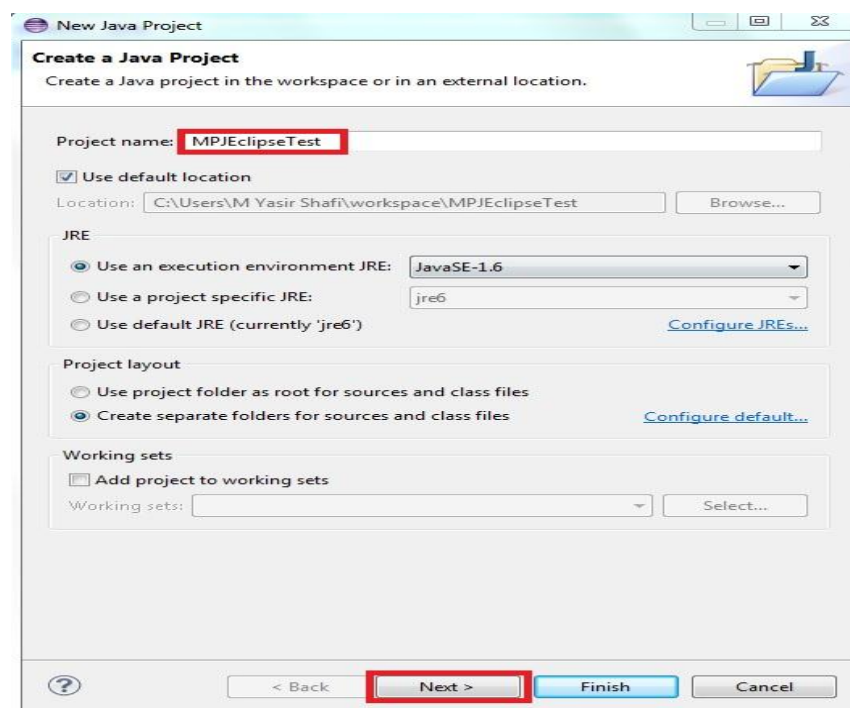 New Java Project
Create a Java Project
Create a Java project in the workspace or in an external location.
Project name: MPJEclipseTest
Use default location
Location: C:\Users\M Yasir Shafi\workspace\MPJEclipseTest Browse...
JRE
Use an execution environment JRE: JavaSE-1.6
Use a project specific JRE: jre6
Use default JRE (currently 'jre6') Configure JREs...
Project layout
Use project folder as root for sources and class files
Create separate folders for sources and class files Configure default...
Working sets
Add project to working sets
Working sets: Select...
? < Back Next > Finish Cancel